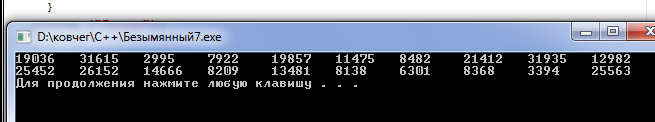 }
D:\ковчег\C++\Безымянный7.exe
19036 31615 2995 7922 19857 11475 8482 21412 31935 12982
25452 26152 14666 8209 13481 8138 6301 8368 3394 25563
Для продолжения нажмите любую клавишу . . .